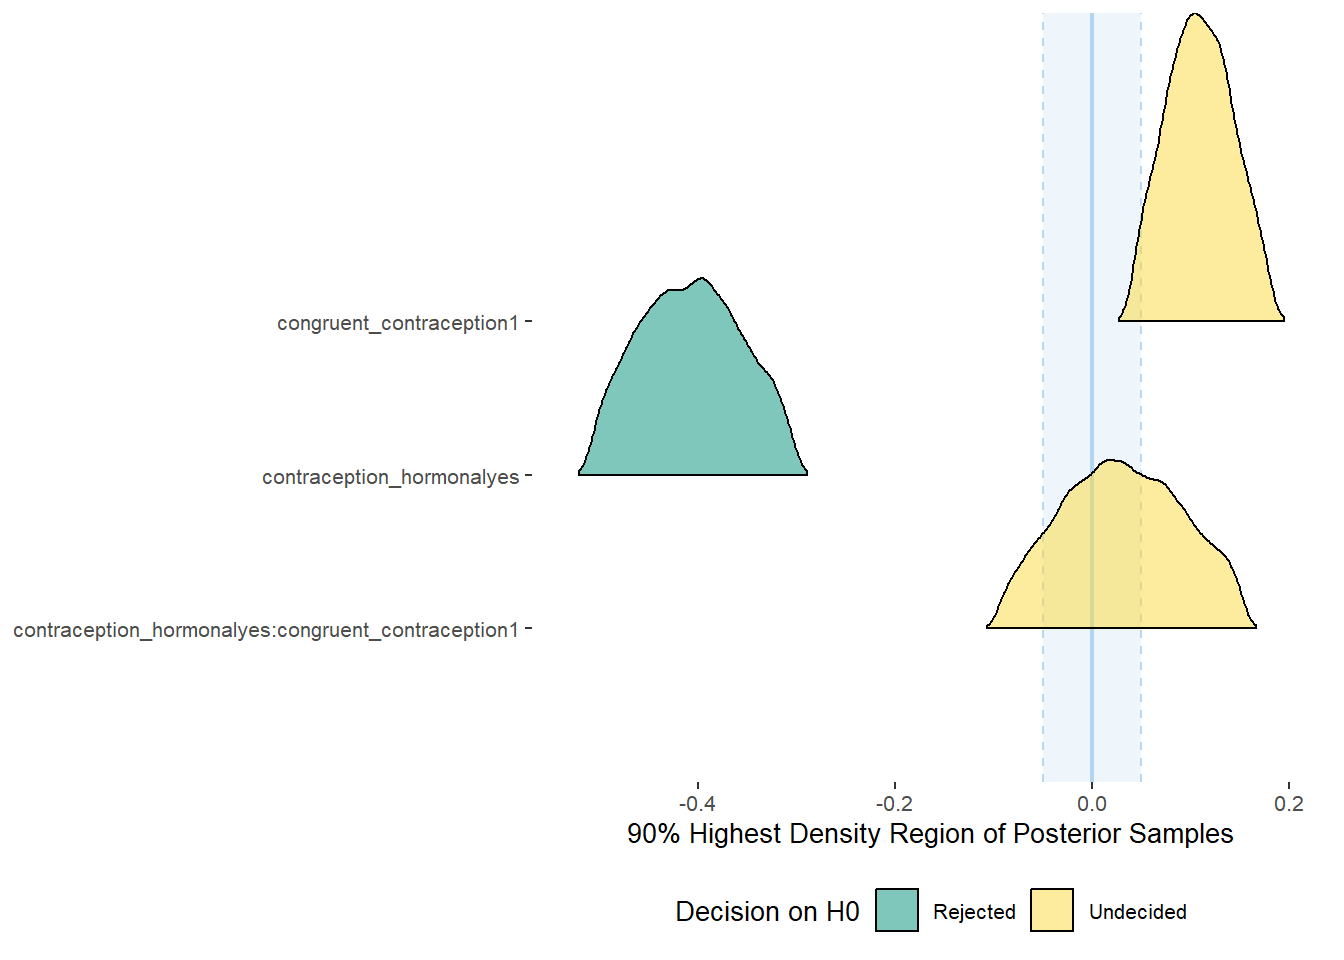 congruent_contraception1
contraception_hormonalyes
contraception_hormonalyes:congruent_contraception1
-0.4 -0.2 0.0 0.2
90% Highest Density Region of Posterior Samples
Decision on H0 Rejected Undecided